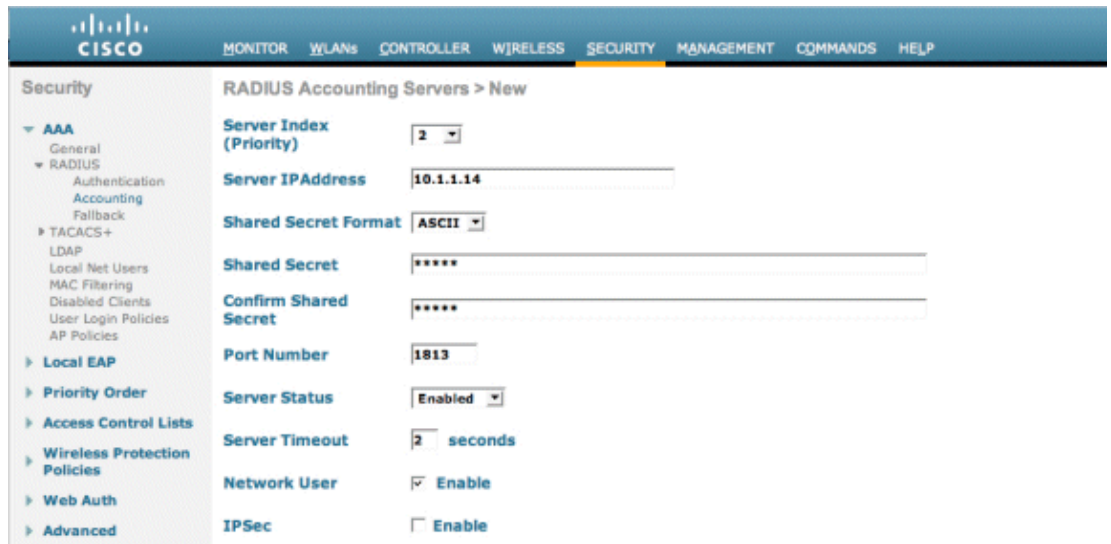 CISCO
MONITOR WLANs CONTROLLER WIRELESS SECURITY MANAGEMENT COMMANDS HELP
Security
AAA
General
RADIUS
Authentication
Accounting
Fallback
TACACS+
LDAP
Local Net Users
MAC Filtering
Disabled Clients
User Login Policies
AP Policies
Local EAP
Priority Order
Access Control Lists
Wireless Protection
Policies
Web Auth
Advanced
RADIUS Accounting Servers > New
Server Index
(Priority) 2
Server IPAddress 10.1.1.14
Shared Secret Format ASCII
Shared Secret *****
Confirm Shared
Secret *****
Port Number 1813
Server Status Enabled
Server Timeout 2 seconds
Network User Enable
IPSec Enable